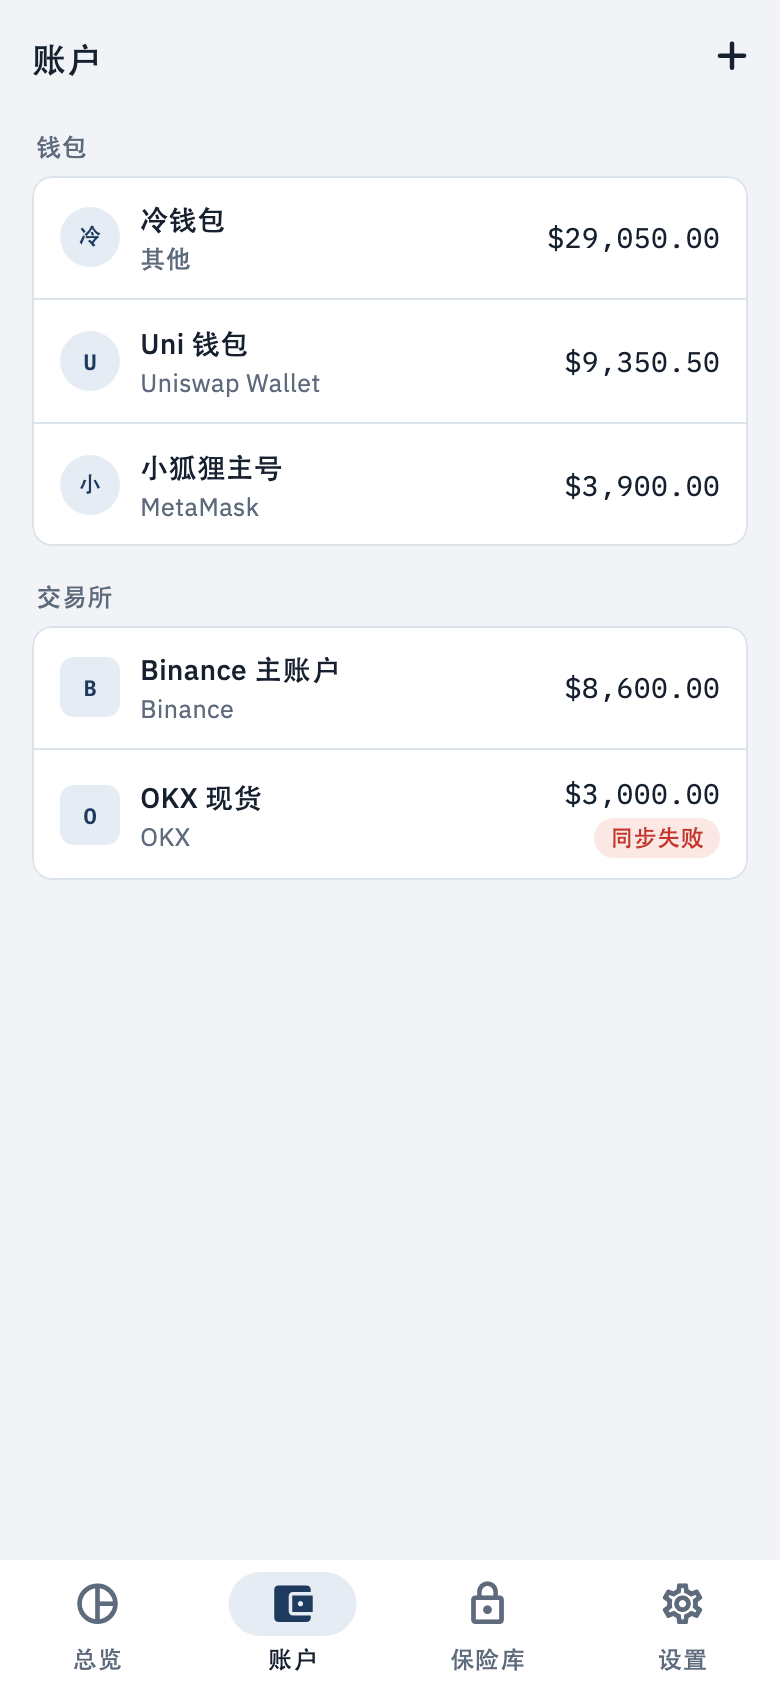 账户
钱包
冷
冷钱包
$29,050.00
其他
U
Uni 钱包
$9,350.50
Uniswap Wallet
小
小狐狸主号
$3,900.00
MetaMask
交易所
B
Binance 主账户
$8,600.00
Binance
O
OKX 现货
$3,000.00
OKX
同步失败
总览
账户
保险库
设置